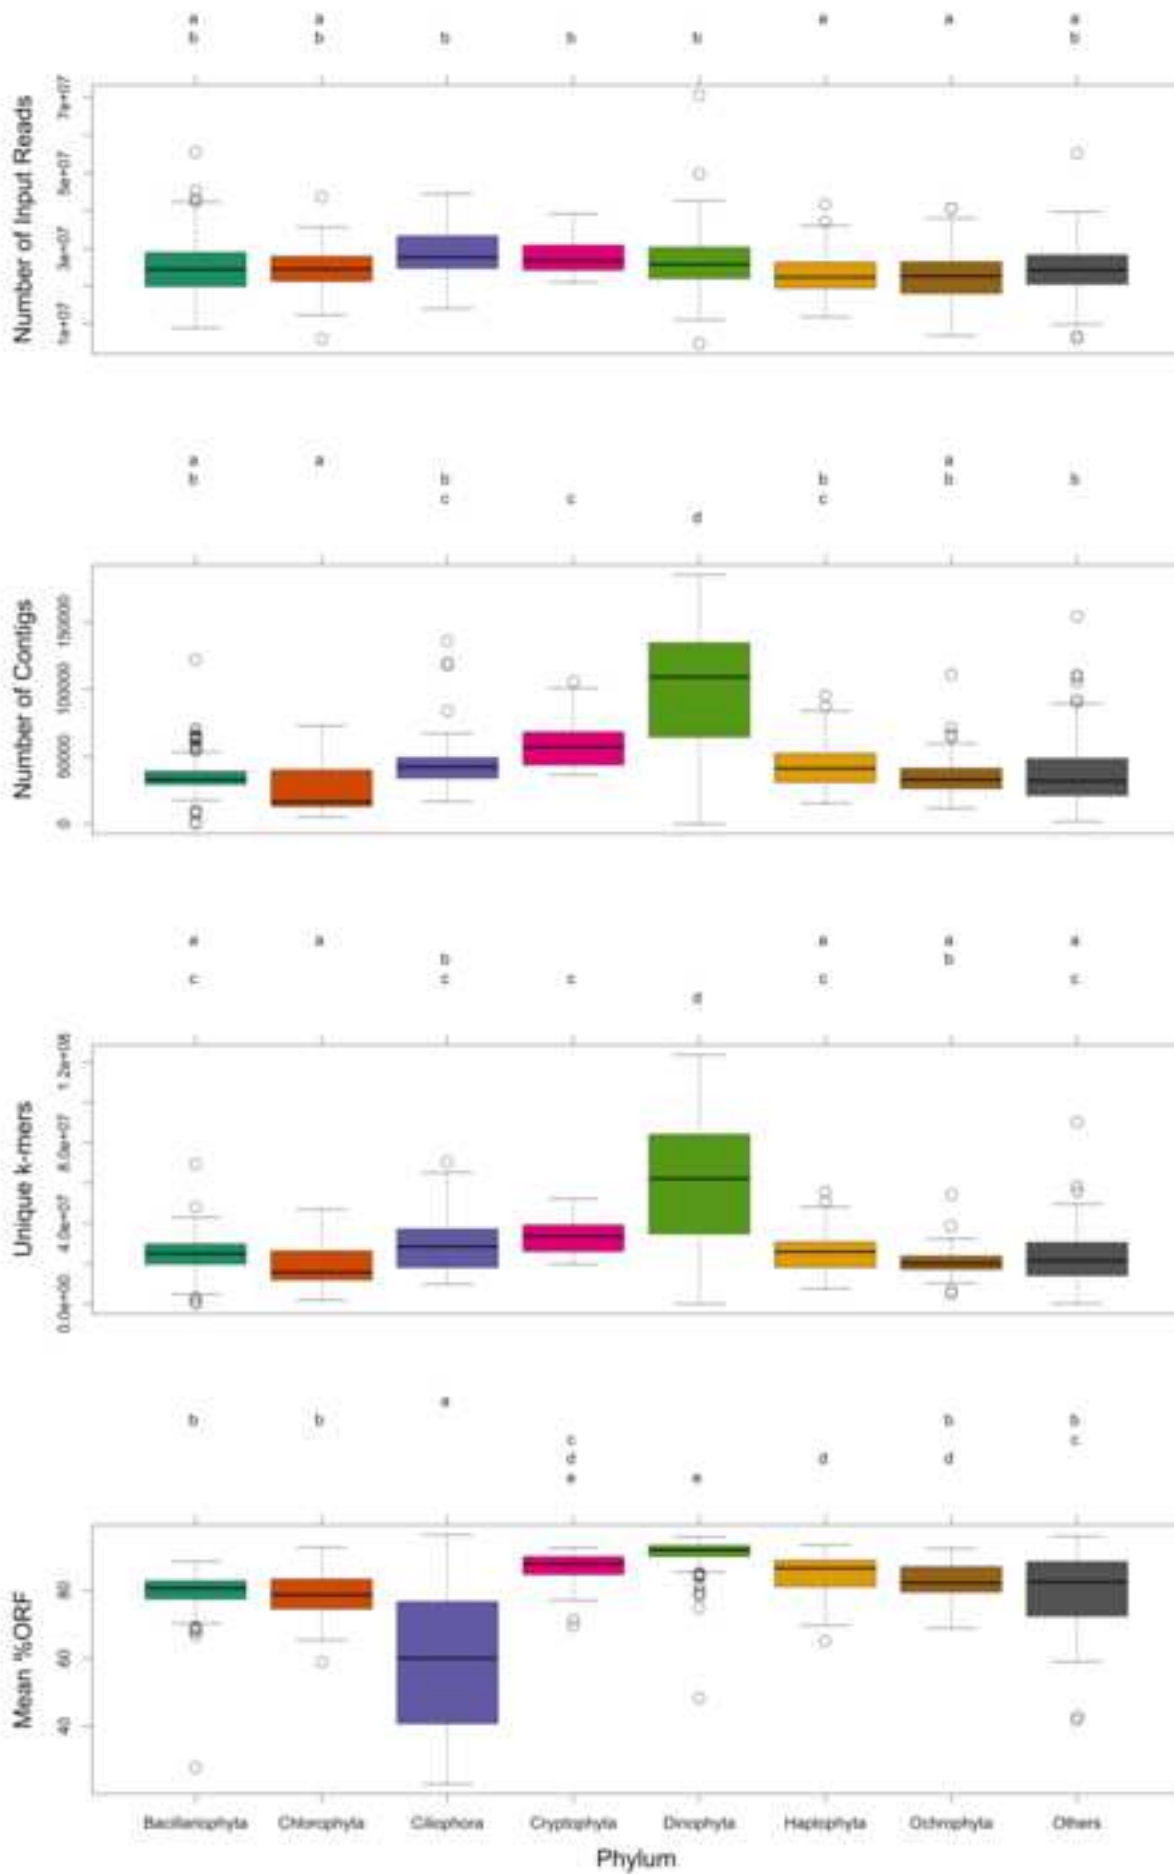 a a a a a
b b b b b b
Number of Input Reads
7e+07
5e+07
3e+07
1e+07
a a a
b b b b b
c c c
d
Number of Contigs
150000
100000
50000
0
a a a a a
b b
c c c c c
d
Unique k-mers
1.2e+08
8.0e+07
4.0e+07
0.0e+00
a
b b b b
c c
d d d
e e
Mean %ORF
80
60
40
Bacillariophyta Chlorophyta Ciliophora Cryptophyta Dinophyta Haptophyta Ochrophyta Others
Phylum